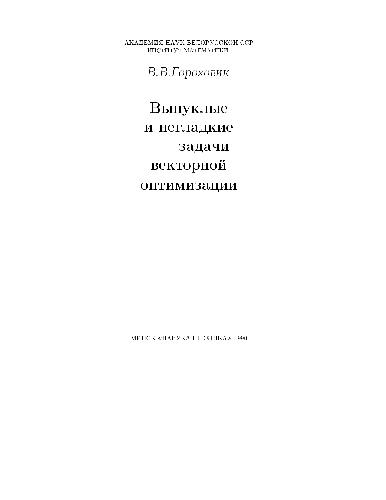 АКАДЕМИЯ НАУК БЕЛОРУССКОЙ ССР
ИНСТИТУТ МАТЕМАТИКИ
В.В.Гороховик
Выпуклые
и негладкие
задачи
векторной
оптимизации
МИНСК «НАВУКА І ТЭХНІКА» 1990